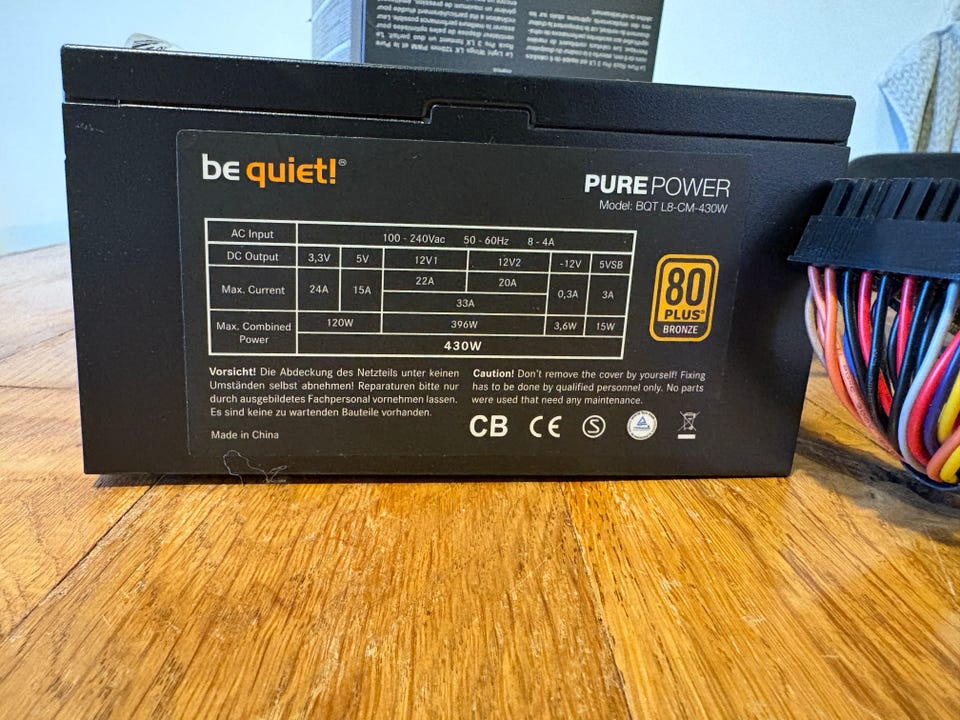 be quiet!®
PURE POWER
Model: BQT L8-CM-430W
AC Input 100 - 240Vac 50 - 60Hz 8 - 4A
DC Output 3,3V 5V 12V1 12V2 -12V 5VSB
Max. Current 24A 15A 22A 20A 0,3A 3A
33A
Max. Combined Power 120W 396W 3,6W 15W
430W
80
PLUS®
BRONZE
Vorsicht! Die Abdeckung des Netzteils unter keinen
Umständen selbst abnehmen! Reparaturen bitte nur
durch ausgebildetes Fachpersonal vornehmen lassen.
Es sind keine zu wartenden Bauteile vorhanden.
Caution! Don't remove the cover by yourself! Fixing
has to be done by qualified personnel only. No parts
were used that need any maintenance.
CB CE S
Made in China